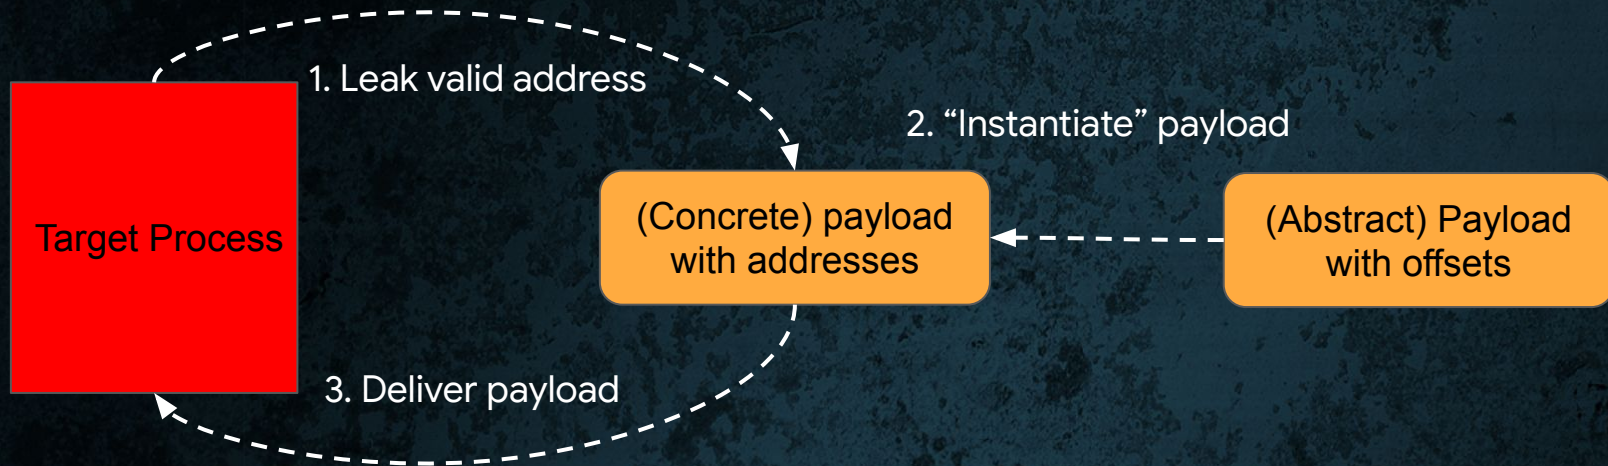 1. Leak valid address
2. “Instantiate” payload
Target Process
(Concrete) payload
with addresses
(Abstract) Payload
with offsets
3. Deliver payload